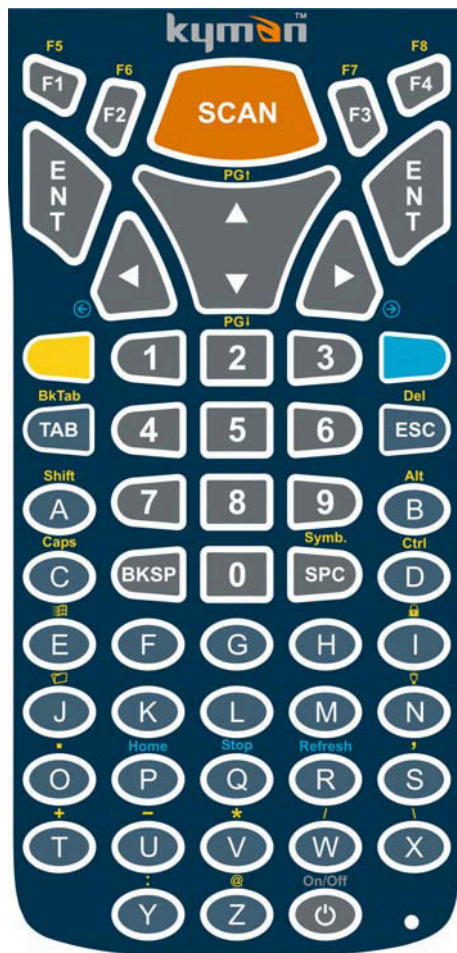 kyman™
F5 F8
F6 F7
F1 F4
F2 SCAN F3
ENT PG↑ ENT
▲
◀ ▶
▼
← →
PG↓
1 2 3
BkTab Del
TAB 4 5 6 ESC
Shift Alt
A 7 8 9 B
Caps Symb. Ctrl
C BKSP 0 SPC D
E F G H I
J K L M N
. Home Stop Refresh ,
O P Q R S
+ - * / \
T U V W X
: @ On/Off
Y Z